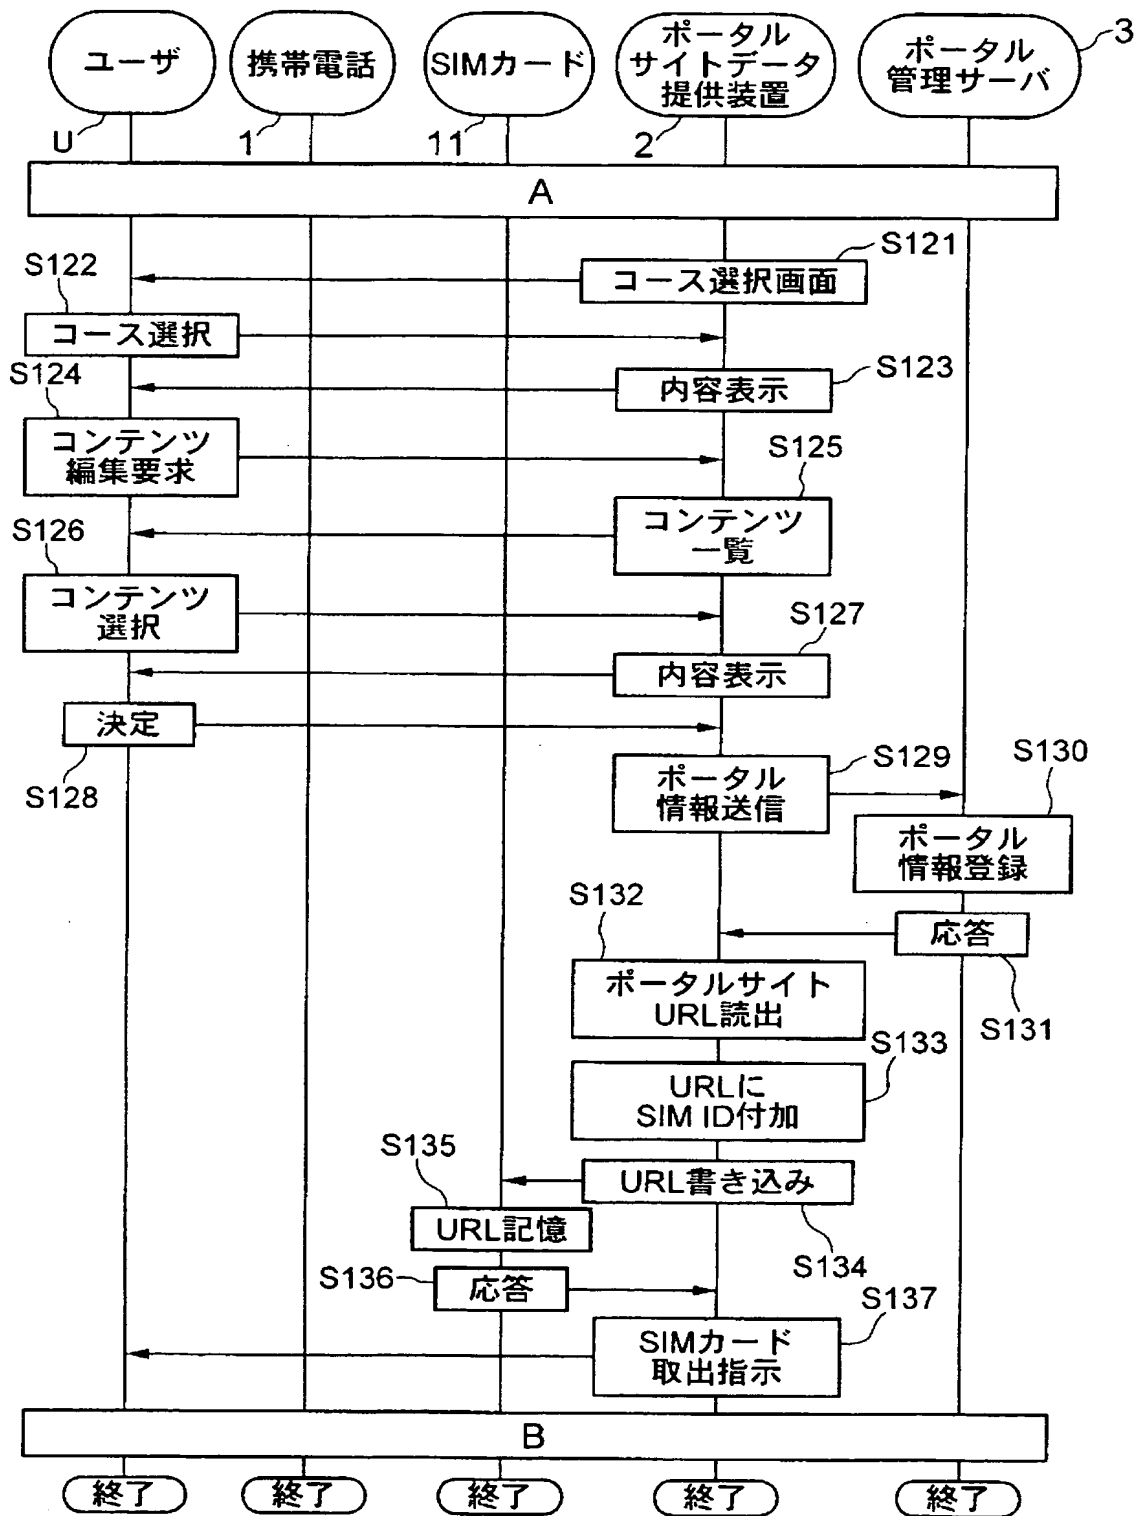 ユーザ
携帯電話
SIMカード
ポータル
サイトデータ
提供装置
ポータル
管理サーバ
3
U
1
11
2
A
S121
コース選択画面
S122
コース選択
S123
内容表示
S124
コンテンツ
編集要求
S125
コンテンツ
一覧
S126
コンテンツ
選択
S127
内容表示
決定
S128
S129
ポータル
情報送信
S130
ポータル
情報登録
応答
S131
S132
ポータルサイト
URL読出
S133
URLに
SIM ID付加
URL書き込み
S134
S135
URL記憶
S136
応答
S137
SIMカード
取出指示
B
終了
終了
終了
終了
終了